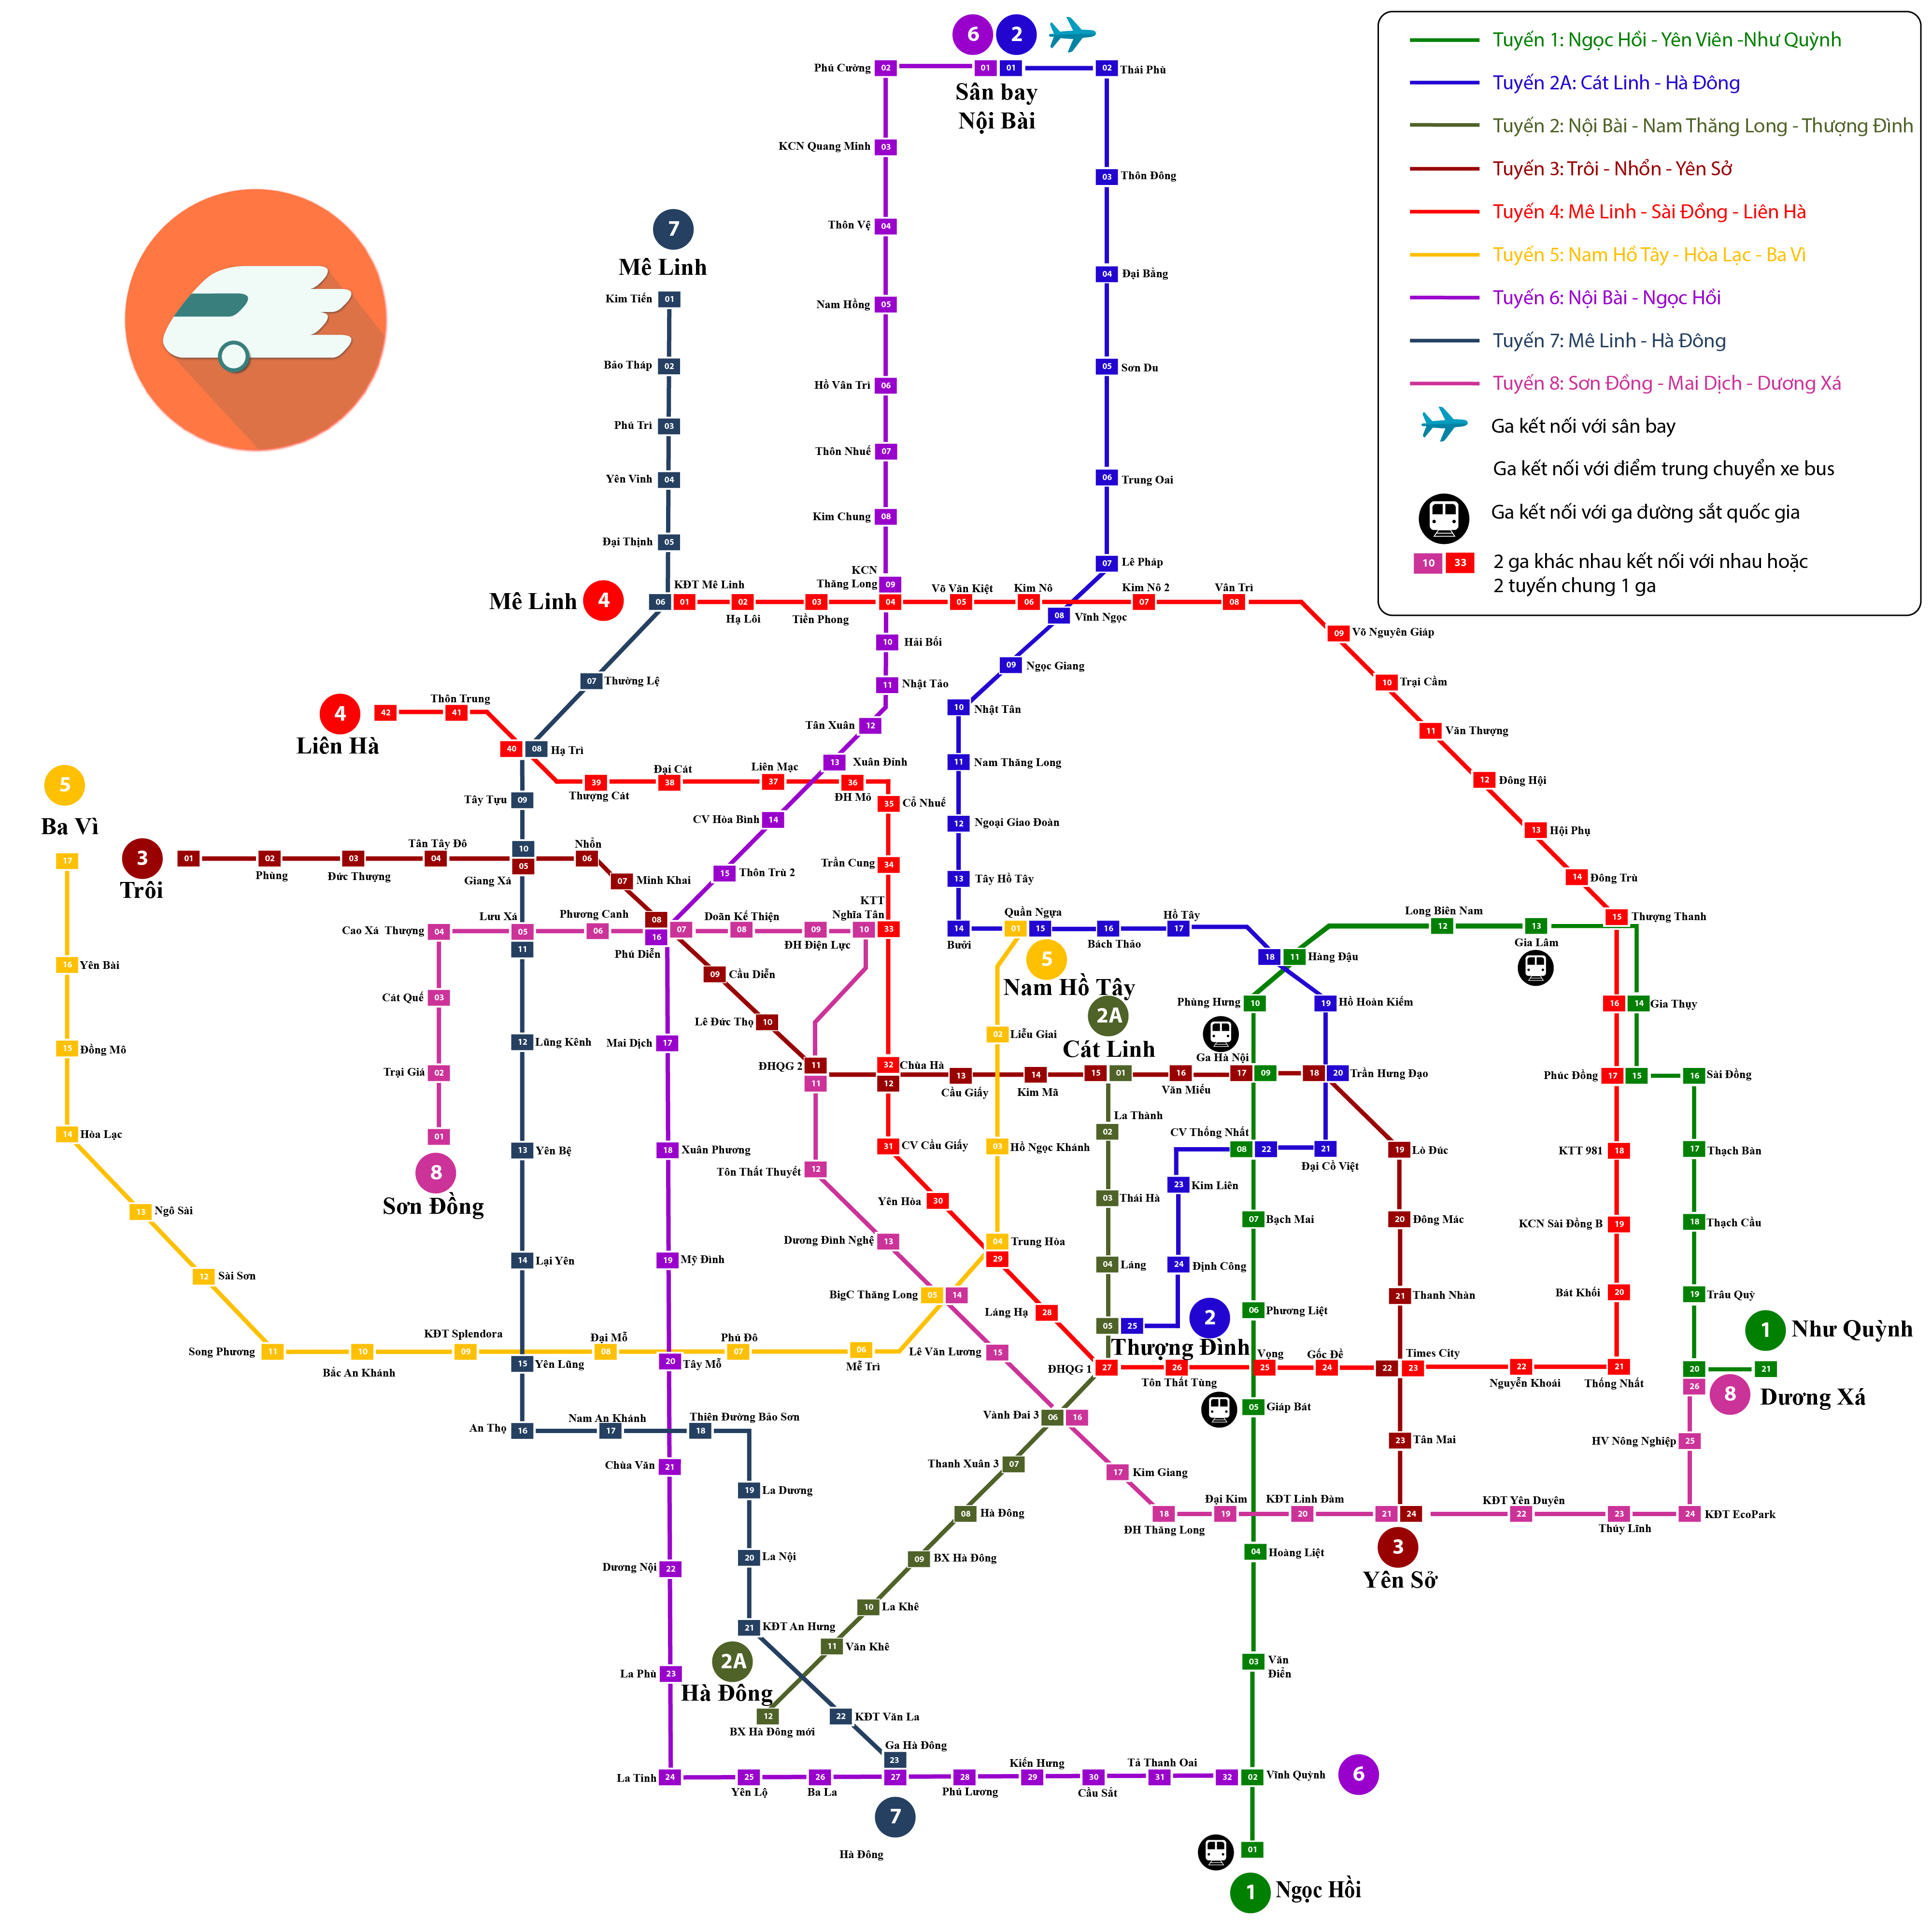 6 2
Phú Cường 02 01 01 02 Thái Phù
Sân bay
Nội Bài
KCN Quang Minh 03
03 Thôn Đông
Thôn Vệ 04
04 Đại Bằng
Nam Hồng 05
05 Sơn Du
Hồ Vân Trì 06
Thôn Nhuế 07
06 Trung Oai
Kim Chung 08
07 Lê Pháp
KCN
Thăng Long 09
Tuyến 1: Ngọc Hồi - Yên Viên -Như Quỳnh
Tuyến 2A: Cát Linh - Hà Đông
Tuyến 2: Nội Bài - Nam Thăng Long - Thượng Đình
Tuyến 3: Trôi - Nhổn - Yên Sở
Tuyến 4: Mê Linh - Sài Đồng - Liên Hà
Tuyến 5: Nam Hồ Tây - Hòa Lạc - Ba Vì
Tuyến 6: Nội Bài - Ngọc Hồi
Tuyến 7: Mê Linh - Hà Đông
Tuyến 8: Sơn Đồng - Mai Dịch - Dương Xá
Ga kết nối với sân bay
Ga kết nối với điểm trung chuyển xe bus
Ga kết nối với ga đường sắt quốc gia
10 33 2 ga khác nhau kết nối với nhau hoặc
2 tuyến chung 1 ga
7
Mê Linh
Kim Tiến 01
Bảo Tháp 02
Phú Trì 03
Yên Vinh 04
Đại Thịnh 05
KĐT Mê Linh
Mê Linh 4 06 01 02 03 04 05 06 07 08
Hạ Lôi
Tiền Phong
Võ Văn Kiệt
Kim Nô
Kim Nô 2
Vân Trì
08 Vĩnh Ngọc
09 Võ Nguyên Giáp
10 Hải Bối
09 Ngọc Giang
07 Thường Lệ
11 Nhật Tảo
10 Trại Cầm
Thôn Trung
4 42 41
Liên Hà
10 Nhật Tân
Tân Xuân 12
11 Văn Thượng
40 08 Hạ Trì
13 Xuân Đỉnh
11 Nam Thăng Long
39 38 37 36
Thượng Cát
Đại Cát
Liên Mạc
ĐH Mỏ
12 Đông Hội
5
Ba Vì
17
Tây Tựu 09
35 Cổ Nhuế
CV Hòa Bình 14
12 Ngoại Giao Đoàn
13 Hội Phụ
3
Trôi
01 02 03 04 05 06
Phùng
Đức Thượng
Tân Tây Đô
10
Giang Xá
Nhổn
07 Minh Khai
15 Thôn Trù 2
Trần Cung 34
13 Tây Hồ Tây
14 Đông Trù
08
KTT
Nghĩa Tân
Cao Xá Thượng 04 05 06 16 07 08 09 10 33
Lưu Xá
11
Phương Canh
Phú Diễn
Doãn Kế Thiện
ĐH Điện Lực
14 01 15 16 17
Bưởi
Quần Ngựa
Bách Thảo
Hồ Tây
Long Biên Nam
12 13
Gia Lâm
15 Thượng Thanh
18 11 Hàng Đậu
5
Nam Hồ Tây
Yên Bài 16
09 Cầu Diễn
Cát Quế 03
Phùng Hưng 10
19 Hồ Hoàn Kiếm
16 14 Gia Thụy
Lê Đức Thọ 10
02 Liễu Giai
2A
Cát Linh
Đồng Mô 15
12 Lũng Kênh
Mai Dịch 17
Trại Giá 02
ĐHQG 2 11
11
32 Chùa Hà
12 13 14 15 01 16 17 09 18 20 Trần Hưng Đạo
Cầu Giấy
Kim Mã
Văn Miếu
Ga Hà Nội
Phúc Đồng 17 15 16 Sài Đồng
14 Hòa Lạc
01
8
Sơn Đồng
13 Yên Bệ
18 Xuân Phương
Tôn Thất Thuyết 12
31 CV Cầu Giấy
03 Hồ Ngọc Khánh
La Thành
02
CV Thống Nhất
08 22 21
Đại Cồ Việt
19 Lò Đúc
KTT 981 18
17 Thạch Bàn
23 Kim Liên
Yên Hòa 30
03 Thái Hà
13 Ngô Sài
07 Bạch Mai
20 Đông Mác
KCN Sài Đồng B 19
18 Thạch Cầu
Dương Đình Nghệ 13
04 Trung Hòa
29
14 Lại Yên
19 Mỹ Đình
04 Láng
24 Định Công
12 Sài Sơn
BigC Thăng Long 05 14
06 Phương Liệt
21 Thanh Nhàn
Bát Khối 20
19 Trâu Quỳ
Láng Hạ 28
05 25 2
Thượng Đình
1 Như Quỳnh
Song Phương 11 10 09 08 07 06
Bắc An Khánh
KĐT Splendora
Đại Mỗ
Phú Đô
Mễ Trì
15 Yên Lũng
20 Tây Mỗ
Lê Văn Lương 15
ĐHQG 1 27 26 25 24 22 23 22 21
Tôn Thất Tùng
Vọng
Gốc Đề
Times City
Nguyễn Khoái
Thống Nhất
20 21
26 8
Dương Xá
An Thọ 16 17 18
Nam An Khánh
Thiên Đường Bảo Sơn
Vành Đai 3 06 16
05 Giáp Bát
23 Tân Mai
HV Nông Nghiệp 25
Chùa Văn 21
19 La Dương
Thanh Xuân 3 07
17 Kim Giang
08 Hà Đông
18 19 20 21 24 22 23 24 KĐT EcoPark
ĐH Thăng Long
Đại Kim
KĐT Linh Đàm
KĐT Yên Duyên
Thúy Lĩnh
3
Yên Sở
Dương Nội 22
20 La Nội
09 BX Hà Đông
04 Hoàng Liệt
10 La Khê
21 KĐT An Hưng
11 Văn Khê
2A
Hà Đông
La Phù 23
03 Văn
Điển
12
BX Hà Đông mới
22 KĐT Văn La
Ga Hà Đông
23
La Tinh 24 25 26 27 28 29 30 31 32 02 Vĩnh Quỳnh 6
Yên Lộ
Ba La
Phú Lương
Kiến Hưng
Cầu Sắt
Tả Thanh Oai
7
Hà Đông
01
1 Ngọc Hồi